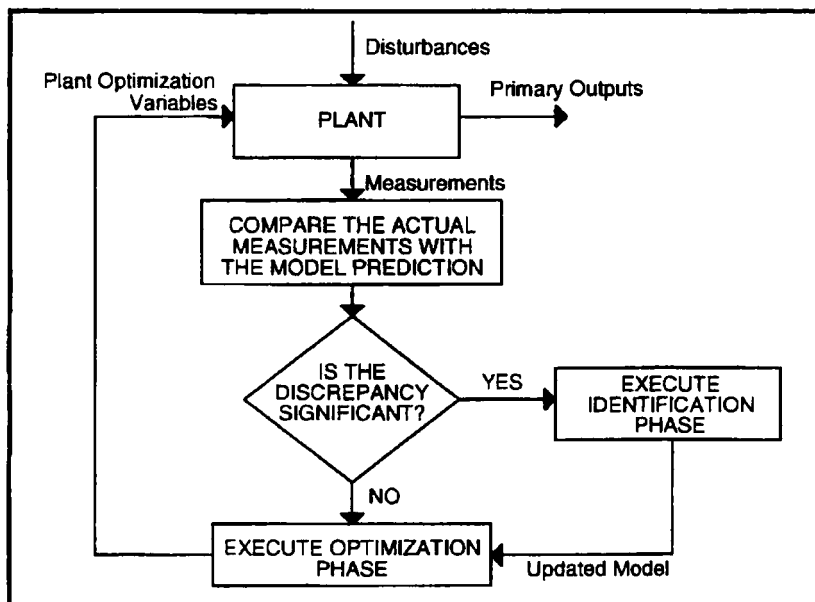 Disturbances
Plant Optimization
Variables
PLANT
Primary Outputs
Measurements
COMPARE THE ACTUAL
MEASUREMENTS WITH
THE MODEL PREDICTION
IS THE
DISCREPANCY
SIGNIFICANT?
YES
EXECUTE
IDENTIFICATION
PHASE
NO
EXECUTE OPTIMIZATION
PHASE
Updated Model